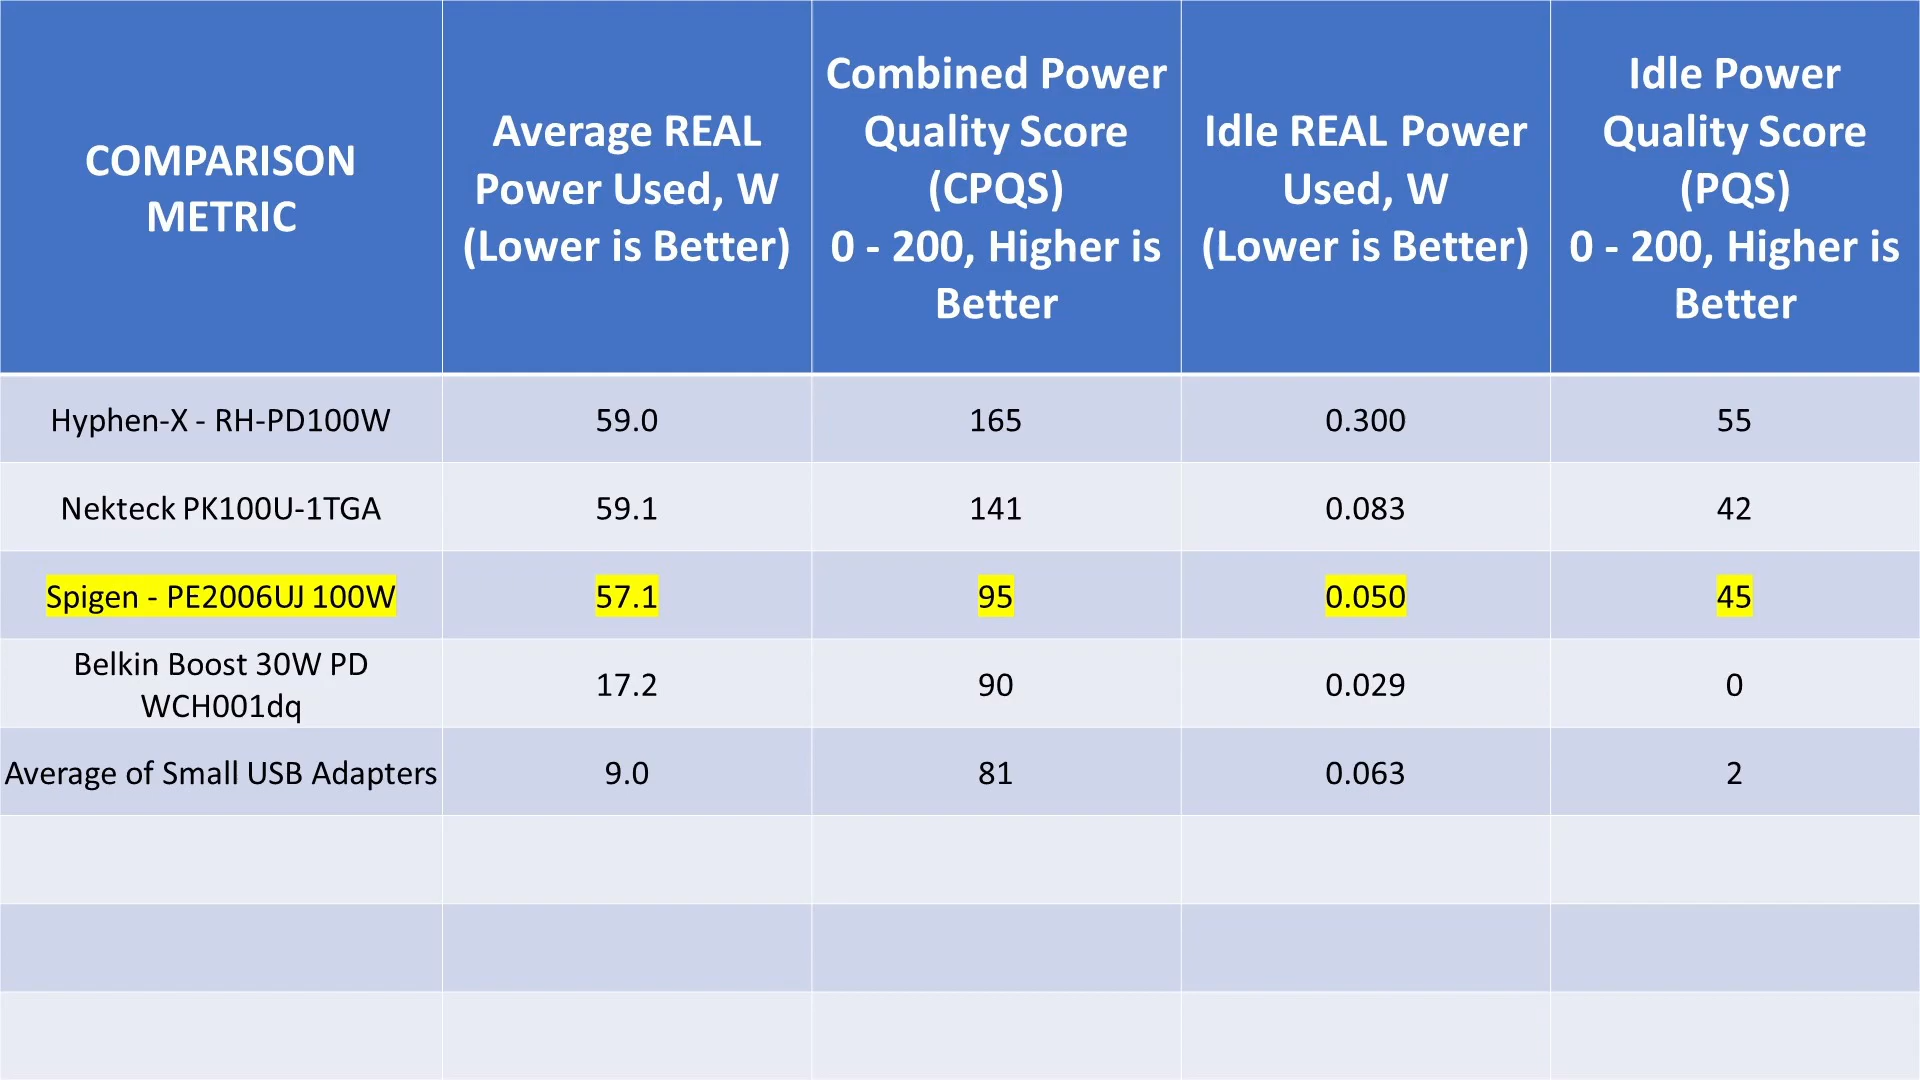 COMPARISON
METRIC
Average REAL
Power Used, W
(Lower is Better)
Combined Power
Quality Score
(CPQS)
0 - 200, Higher is
Better
Idle REAL Power
Used, W
(Lower is Better)
Idle Power
Quality Score
(PQS)
0 - 200, Higher is
Better
Hyphen-X - RH-PD100W 59.0 165 0.300 55
Nekteck PK100U-1TGA 59.1 141 0.083 42
Spigen - PE2006UJ 100W 57.1 95 0.050 45
Belkin Boost 30W PD
WCH001dq 17.2 90 0.029 0
Average of Small USB Adapters 9.0 81 0.063 2